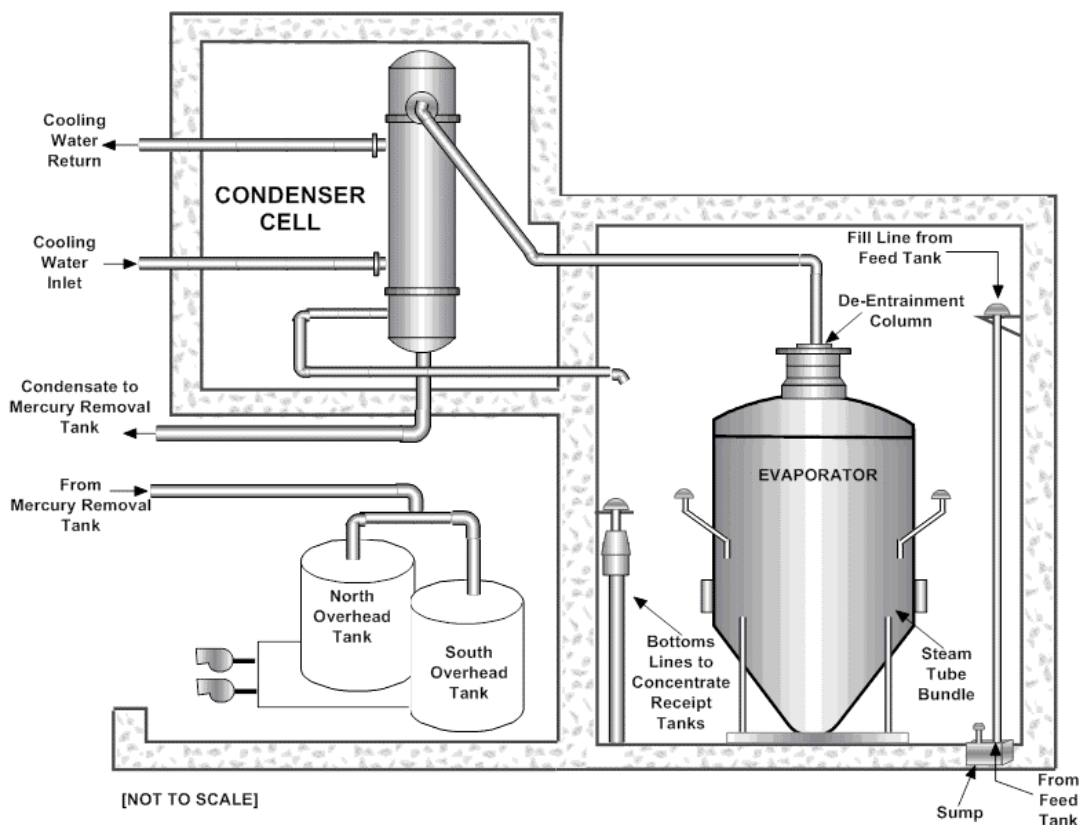 Cooling
Water
Return
CONDENSER
CELL
Cooling
Water
Inlet
Fill Line from
Feed Tank
De-Entrainment
Column
Condensate to
Mercury Removal
Tank
EVAPORATOR
From
Mercury Removal
Tank
North
Overhead
Tank
South
Overhead
Tank
Bottoms
Lines to
Concentrate
Receipt
Tanks
Steam
Tube
Bundle
[NOT TO SCALE]
Sump
From
Feed
Tank